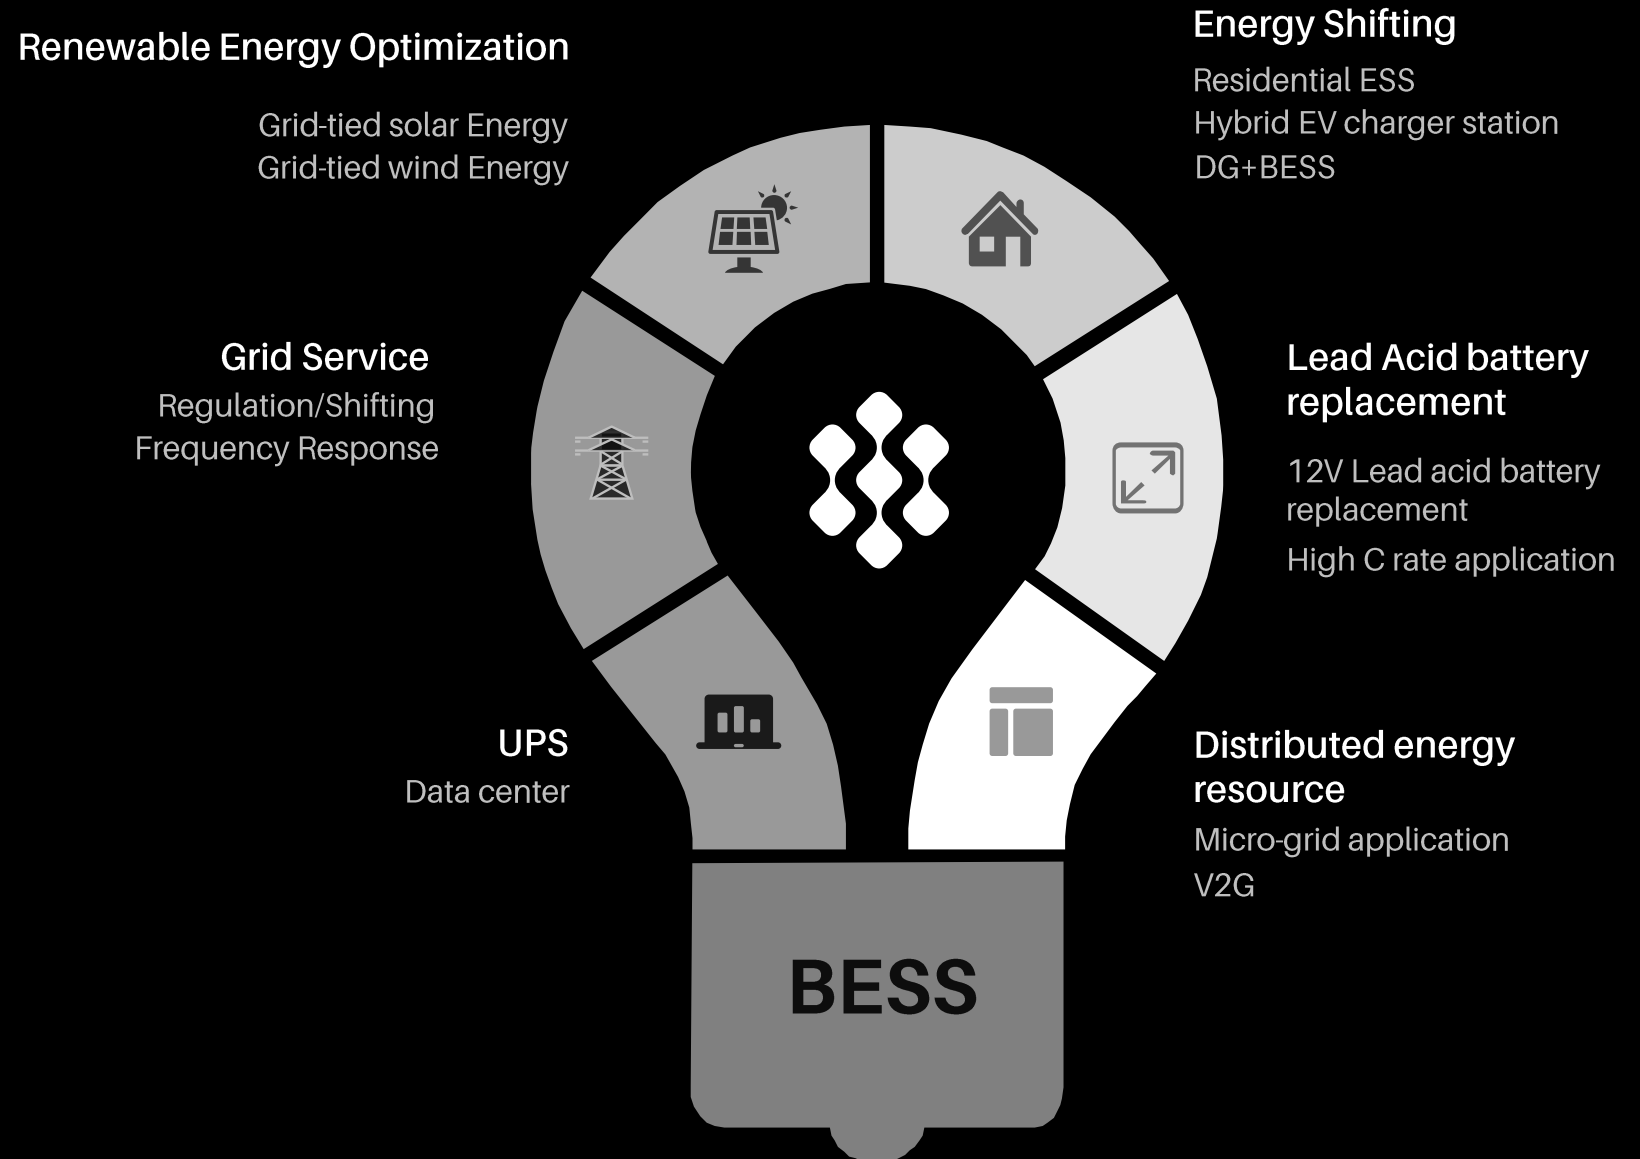 Renewable Energy Optimization
Grid-tied solar Energy
Grid-tied wind Energy
Energy Shifting
Residential ESS
Hybrid EV charger station
DG+BESS
Grid Service
Regulation/Shifting
Frequency Response
Lead Acid battery
replacement
12V Lead acid battery
replacement
High C rate application
UPS
Data center
Distributed energy
resource
Micro-grid application
V2G
BESS